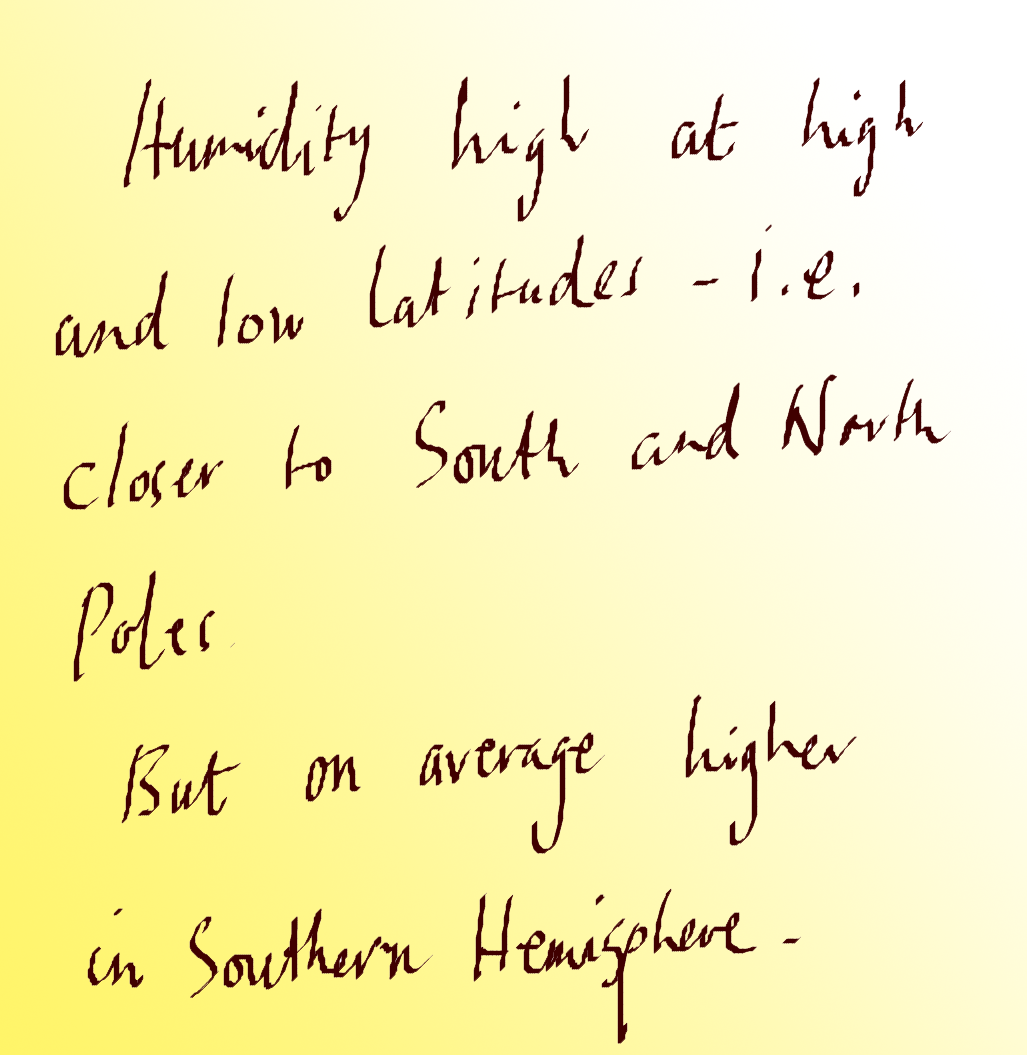 Humidity high at high
and low latitudes - i.e.
closer to South and North
Poles.
But on average higher
in Southern Hemisphere -